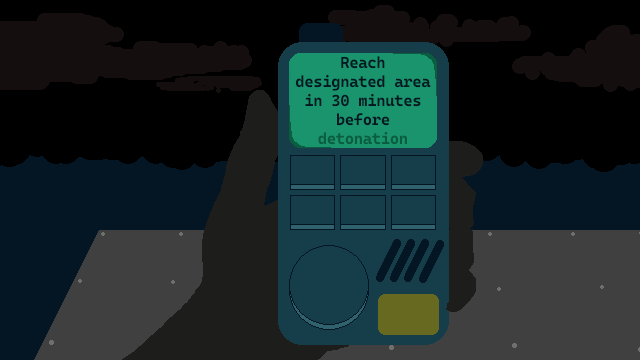 Reach
designated area
in 30 minutes
before
detonation